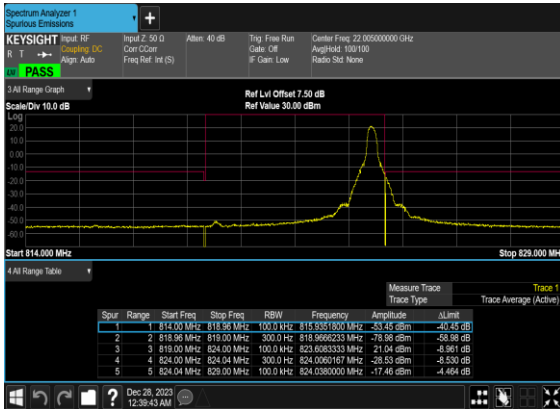 Spectrum Analyzer 1
Spurious Emissions
+
KEYSIGHT Input: RF Input Z: 50 Ω Atten: 40 dB Trig: Free Run Center Freq: 22.005000000 GHz
R T Coupling: DC Corr CCorr Gate: Off Avg|Hold: 100/100
Align: Auto Freq Ref: Int (S) IF Gain: Low Radio Std: None
LXI PASS
3 All Range Graph
Ref Lvl Offset 7.50 dB
Scale/Div 10.0 dB Ref Value 30.00 dBm
Log
20.0
10.0
0.00
-10.0
-20.0
-30.0
-40.0
-50.0
-60.0
Start 814.000 MHz Stop 829.000 MH
4 All Range Table
Measure Trace Trace 1
Trace Type Trace Average (Active)
Spur Range Start Freq Stop Freq RBW Frequency Amplitude ΔLimit
1 1 814.00 MHz 818.96 MHz 100.0 kHz 815.9351800 MHz -53.45 dBm -40.45 dB
2 2 818.96 MHz 819.00 MHz 300.0 Hz 818.9666233 MHz -78.98 dBm -58.98 dB
3 3 819.00 MHz 824.00 MHz 100.0 kHz 823.6083333 MHz 21.04 dBm -8.961 dB
4 4 824.00 MHz 824.04 MHz 300.0 Hz 824.0060167 MHz -28.53 dBm -8.530 dB
5 5 824.04 MHz 829.00 MHz 100.0 kHz 824.0380000 MHz -17.46 dBm -4.464 dB
? Dec 28, 2023
12:39:43 AM